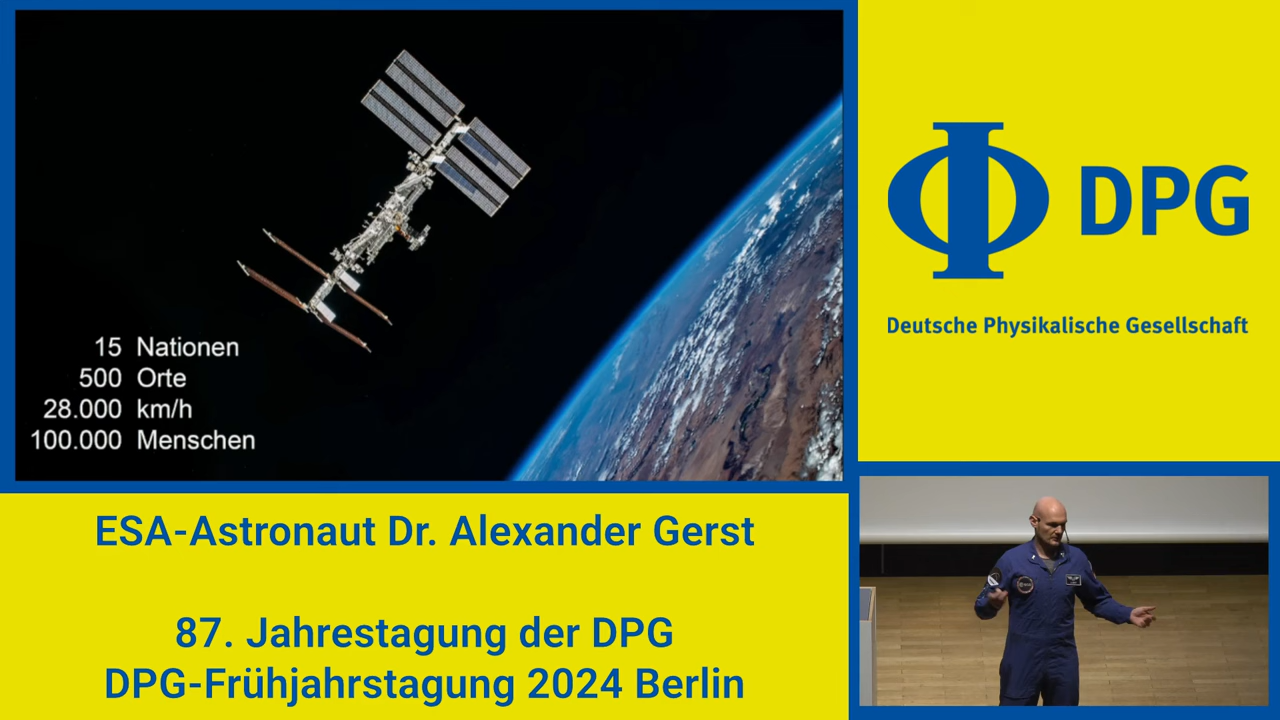 15 Nationen
500 Orte
28.000 km/h
100.000 Menschen
DPG
Deutsche Physikalische Gesellschaft
ESA-Astronaut Dr. Alexander Gerst
87. Jahrestagung der DPG
DPG-Frühjahrstagung 2024 Berlin